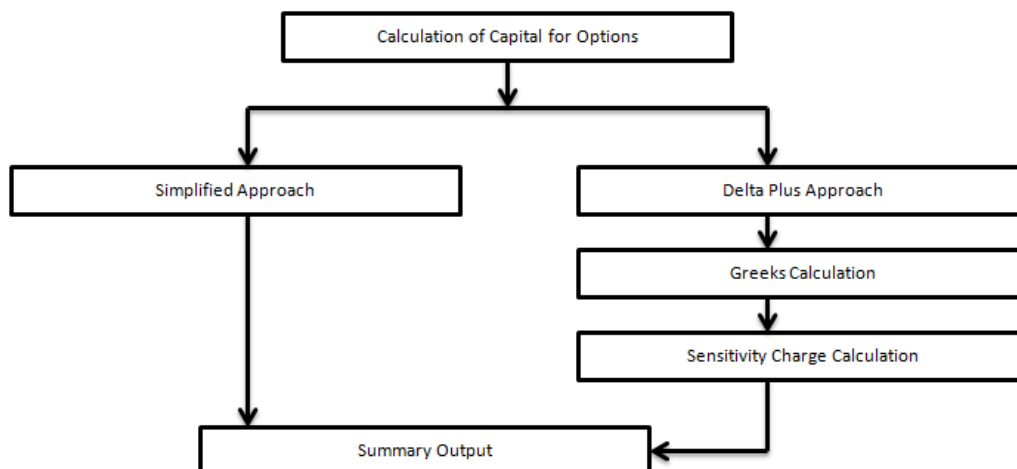 Calculation of Capital for Options
Simplified Approach
Delta Plus Approach
Greeks Calculation
Sensitivity Charge Calculation
Summary Output